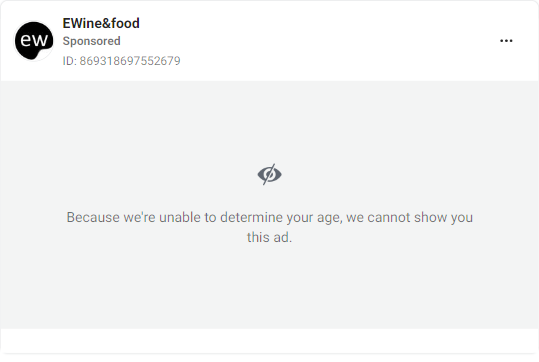 ew
EWine&food
Sponsored
ID: 869318697552679
Because we're unable to determine your age, we cannot show you
this ad.